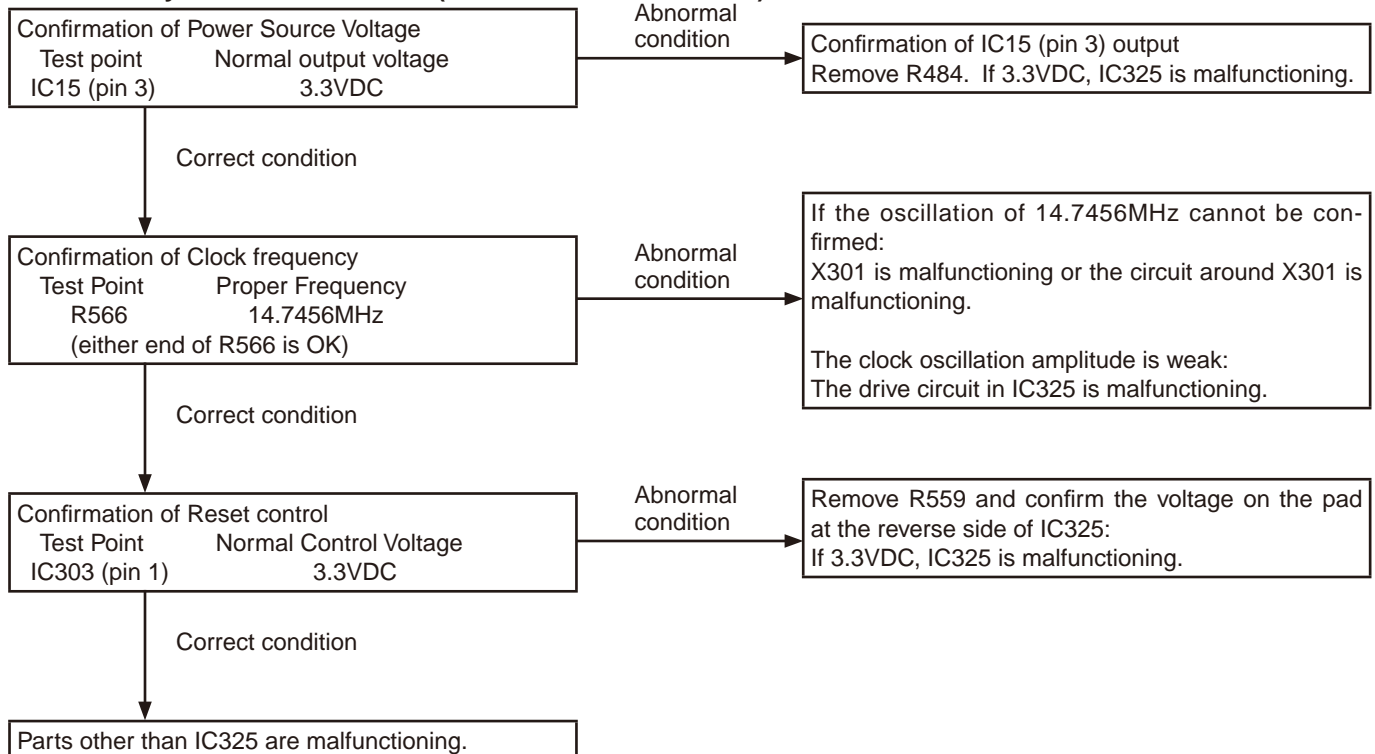 Confirmation of Power Source Voltage
Test point Normal output voltage
IC15 (pin 3) 3.3VDC
Abnormal
condition
Confirmation of IC15 (pin 3) output
Remove R484. If 3.3VDC, IC325 is malfunctioning.
Correct condition
Confirmation of Clock frequency
Test Point Proper Frequency
R566 14.7456MHz
(either end of R566 is OK)
Abnormal
condition
If the oscillation of 14.7456MHz cannot be con-
firmed:
X301 is malfunctioning or the circuit around X301 is
malfunctioning.
The clock oscillation amplitude is weak:
The drive circuit in IC325 is malfunctioning.
Correct condition
Confirmation of Reset control
Test Point Normal Control Voltage
IC303 (pin 1) 3.3VDC
Abnormal
condition
Remove R559 and confirm the voltage on the pad
at the reverse side of IC325:
If 3.3VDC, IC325 is malfunctioning.
Correct condition
Parts other than IC325 are malfunctioning.